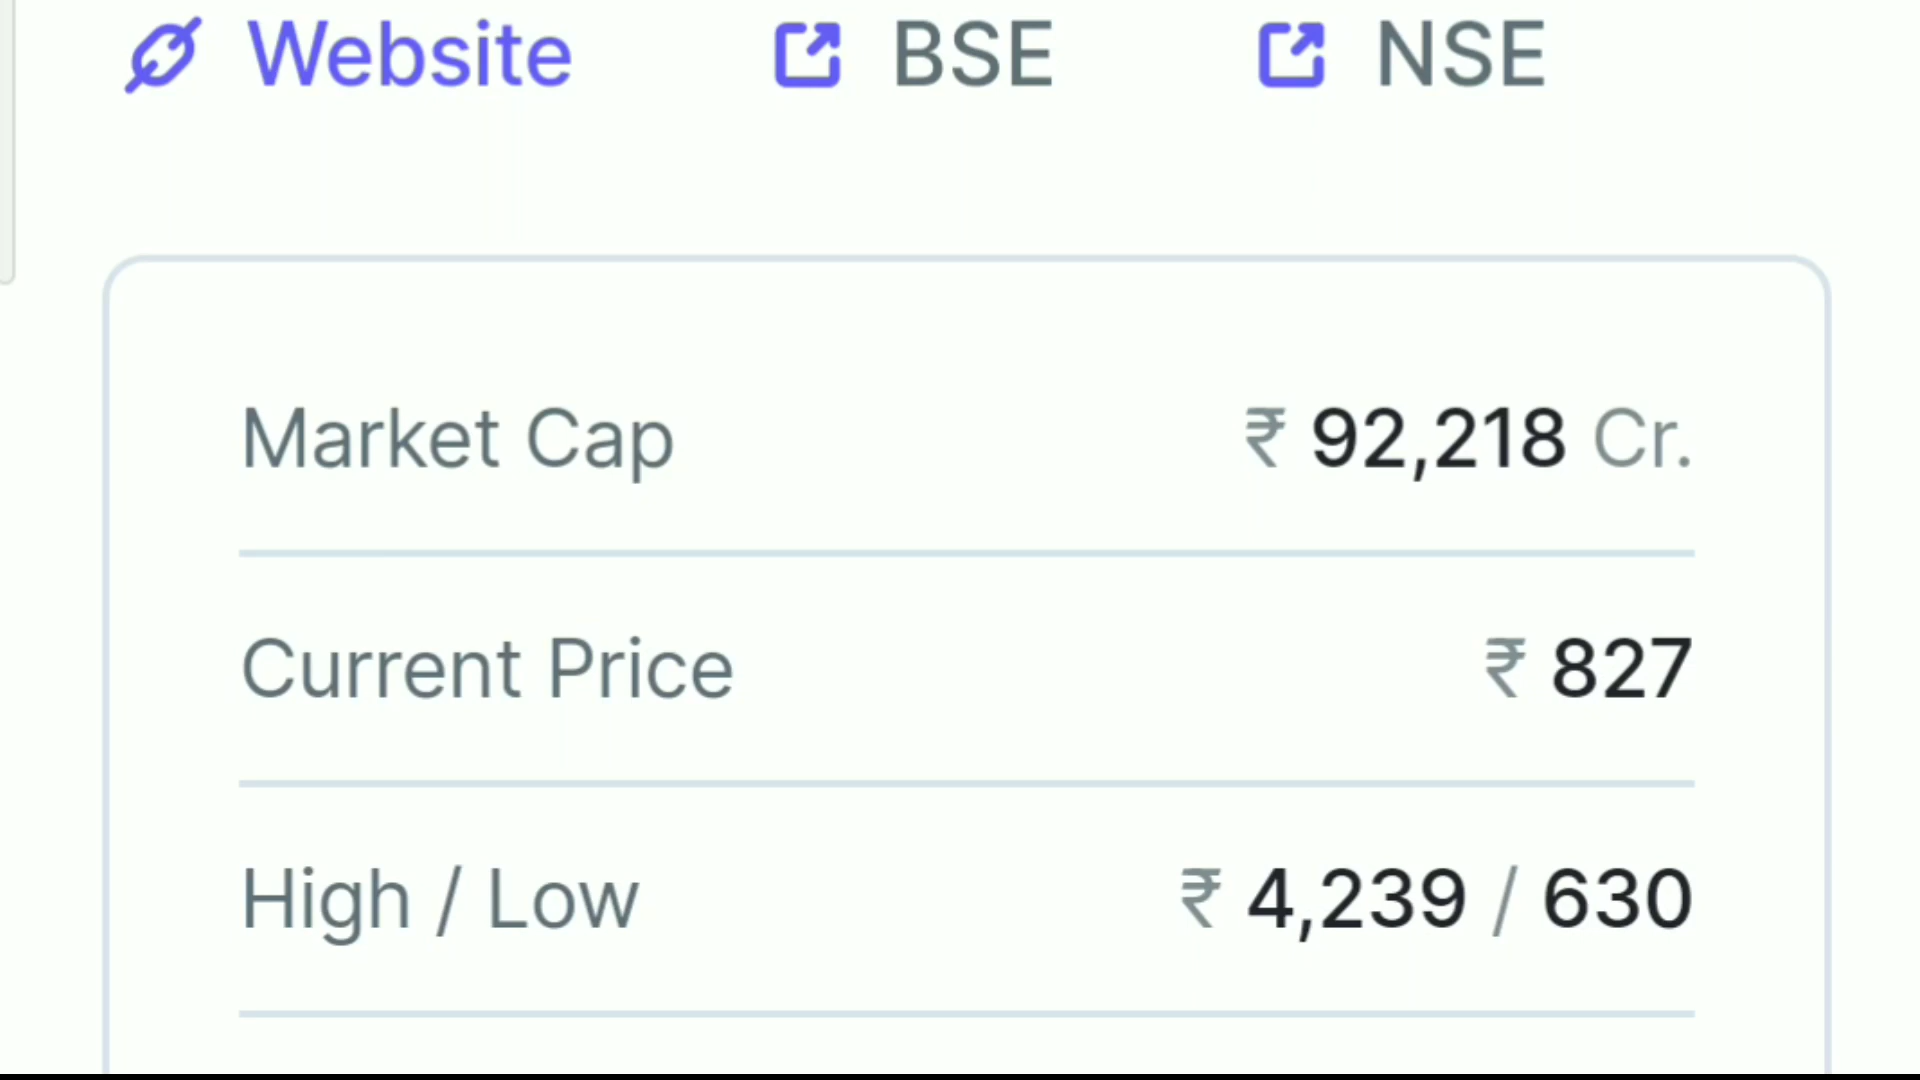 Website BSE NSE
Market Cap ₹ 92,218 Cr.
Current Price ₹ 827
High / Low ₹ 4,239 / 630